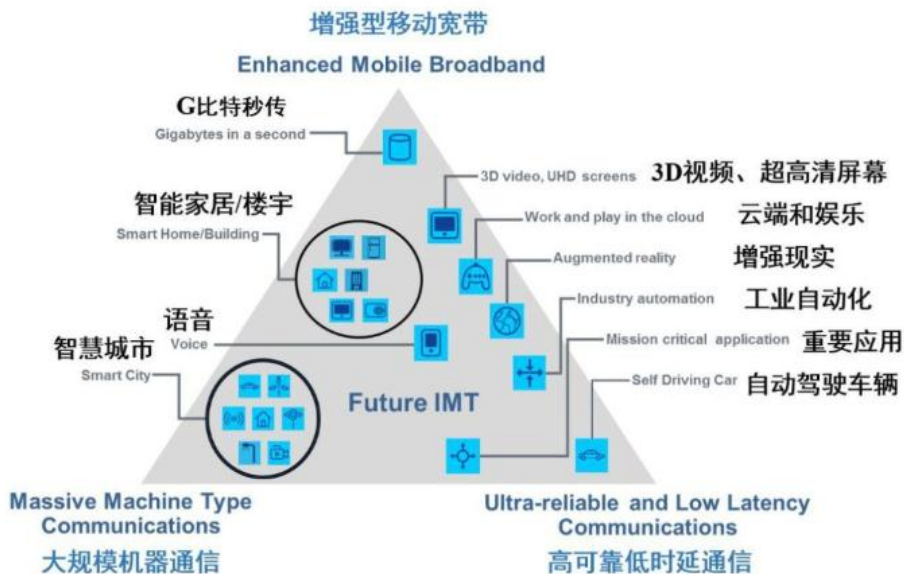 增强型移动宽带
Enhanced Mobile Broadband
G比特秒传
Gigabytes in a second
3D video, UHD screens 3D视频、超高清屏幕
智能家居/楼宇
Smart Home/Building
Work and play in the cloud 云端和娱乐
Augmented reality 增强现实
Industry automation 工业自动化
语音
Voice
Mission critical application 重要应用
智慧城市
Smart City
Self Driving Car 自动驾驶车辆
Future IMT
Massive Machine Type
Communications
大规模机器通信
Ultra-reliable and Low Latency
Communications
高可靠低时延通信